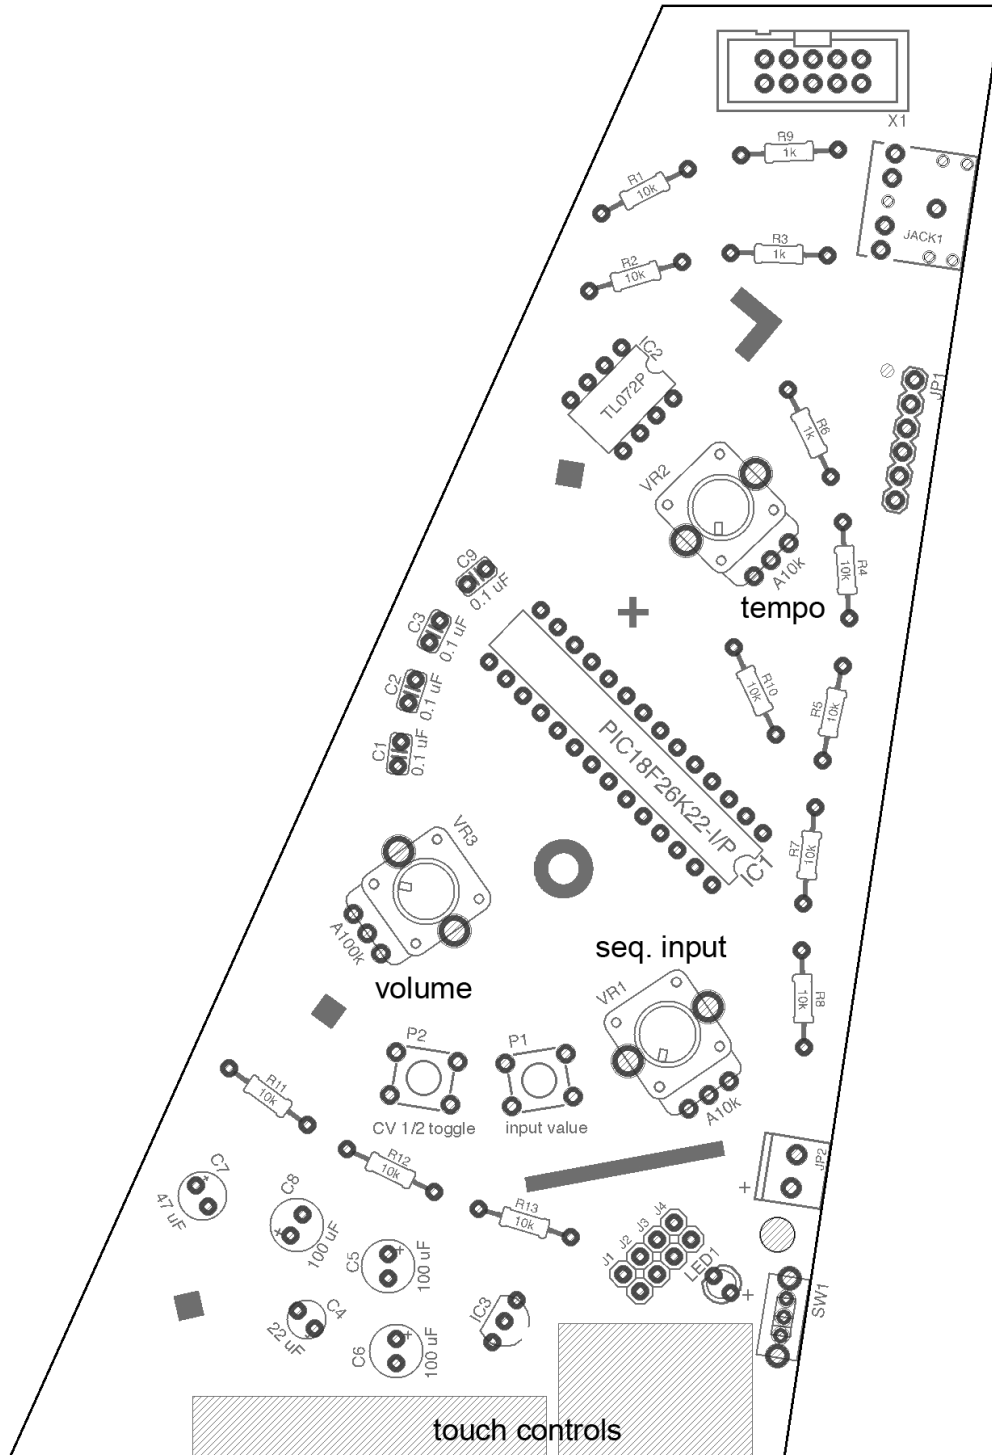 X1
R9
1k
R1
10k
JACK1
R3
1k
R2
10k
IC2
TL072P
JP1
R6
1k
VR2
A10k
tempo
R4
10k
C9
0.1 uF
C3
0.1 uF
C2
0.1 uF
C1
0.1 uF
R10
10k
R5
10k
PIC18F26K22-I/P
IC1
R7
10k
VR3
A100k
volume
seq. input
VR1
A10k
R8
10k
P2
CV 1/2 toggle
P1
input value
R11
10k
R12
10k
R13
10k
JP2
+
C7
47 uF
+
C8
100 uF
+
C5
100 uF
+
C4
22 uF
+
C6
100 uF
+
IC3
J1
J2
J3
J4
LED1
+
SW1
touch controls